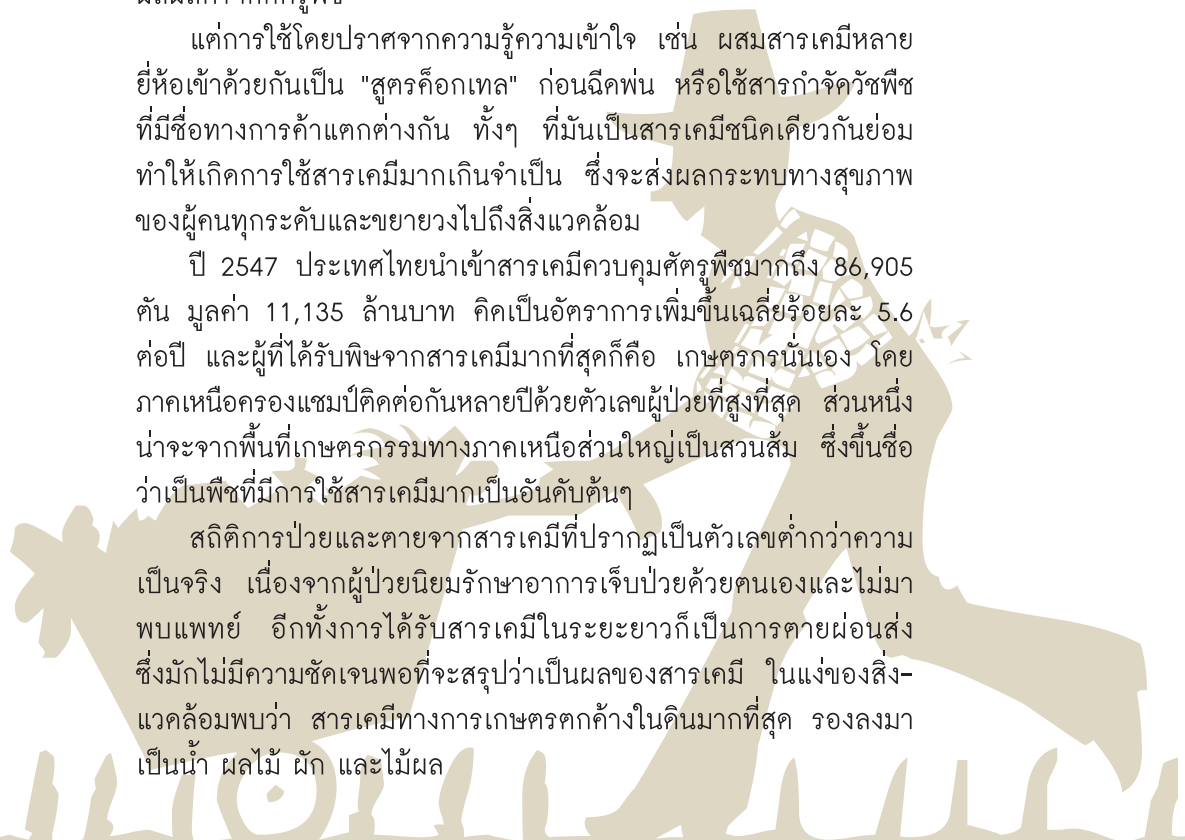 แต่การใช้โดยปราศจากความรู้ความเข้าใจ เช่น ผสมสารเคมีหลาย
ยี่ห้อเข้าด้วยกันเป็น "สูตรค็อกเทล" ก่อนฉีดพ่น หรือใช้สารกำจัดวัชพืช
ที่มีชื่อทางการค้าแตกต่างกัน ทั้งๆ ที่มันเป็นสารเคมีชนิดเดียวกันย่อม
ทำให้เกิดการใช้สารเคมีมากเกินจำเป็น ซึ่งจะส่งผลกระทบทางสุขภาพ
ของผู้คนทุกระดับและขยายวงไปถึงสิ่งแวดล้อม
ปี 2547 ประเทศไทยนำเข้าสารเคมีควบคุมศัตรูพืชมากถึง 86,905
ตัน มูลค่า 11,135 ล้านบาท คิดเป็นอัตราการเพิ่มขึ้นเฉลี่ยร้อยละ 5.6
ต่อปี และผู้ที่ได้รับพิษจากสารเคมีมากที่สุดก็คือ เกษตรกรนั่นเอง โดย
ภาคเหนือครองแชมป์ติดต่อกันหลายปีด้วยตัวเลขผู้ป่วยที่สูงที่สุด ส่วนหนึ่ง
น่าจะจากพื้นที่เกษตรกรรมทางภาคเหนือส่วนใหญ่เป็นสวนส้ม ซึ่งขึ้นชื่อ
ว่าเป็นพืชที่มีการใช้สารเคมีมากเป็นอันดับต้นๆ
สถิติการป่วยและตายจากสารเคมีที่ปรากฏเป็นตัวเลขต่ำกว่าความ
เป็นจริง เนื่องจากผู้ป่วยนิยมรักษาอาการเจ็บป่วยด้วยตนเองและไม่มา
พบแพทย์ อีกทั้งการได้รับสารเคมีในระยะยาวก็เป็นการตายผ่อนส่ง
ซึ่งมักไม่มีความชัดเจนพอที่จะสรุปว่าเป็นผลของสารเคมี ในแง่ของสิ่ง-
แวดล้อมพบว่า สารเคมีทางการเกษตรตกค้างในดินมากที่สุด รองลงมา
เป็นน้ำ ผลไม้ ผัก และไม้ผล